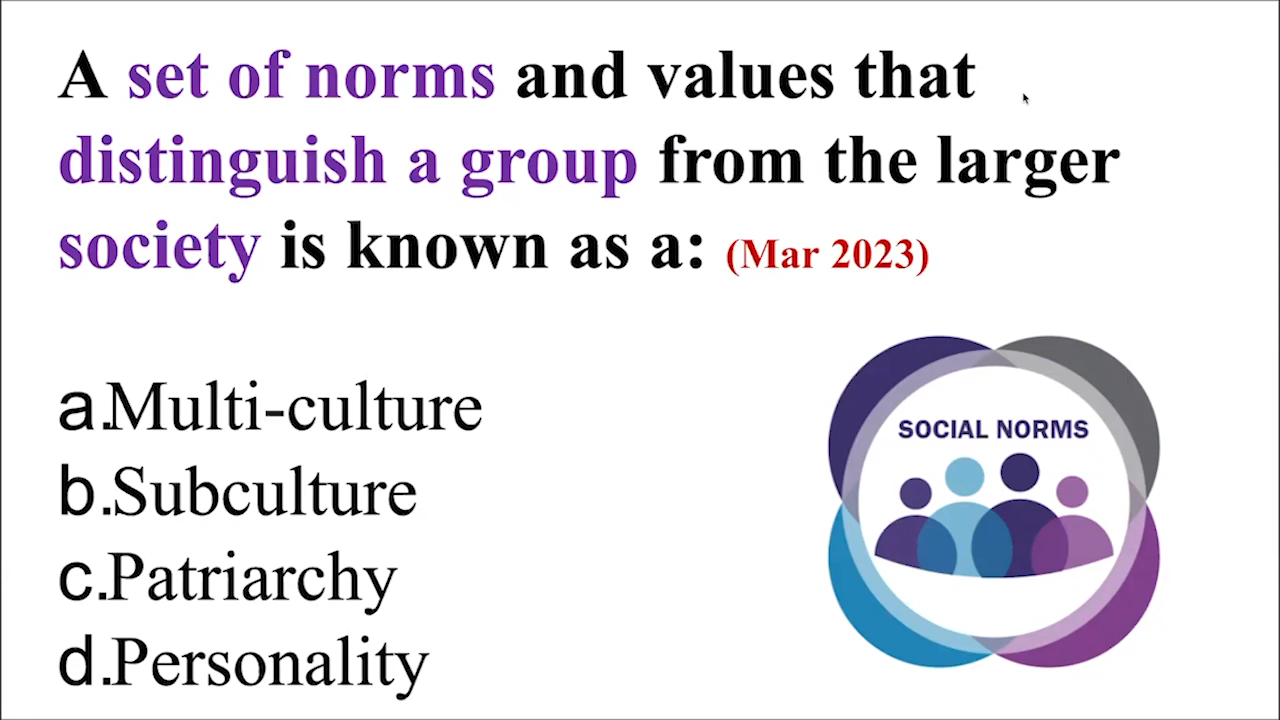 A set of norms and values that
distinguish a group from the larger
society is known as a: (Mar 2023)
a.Multi-culture
b.Subculture
c.Patriarchy
d.Personality
SOCIAL NORMS